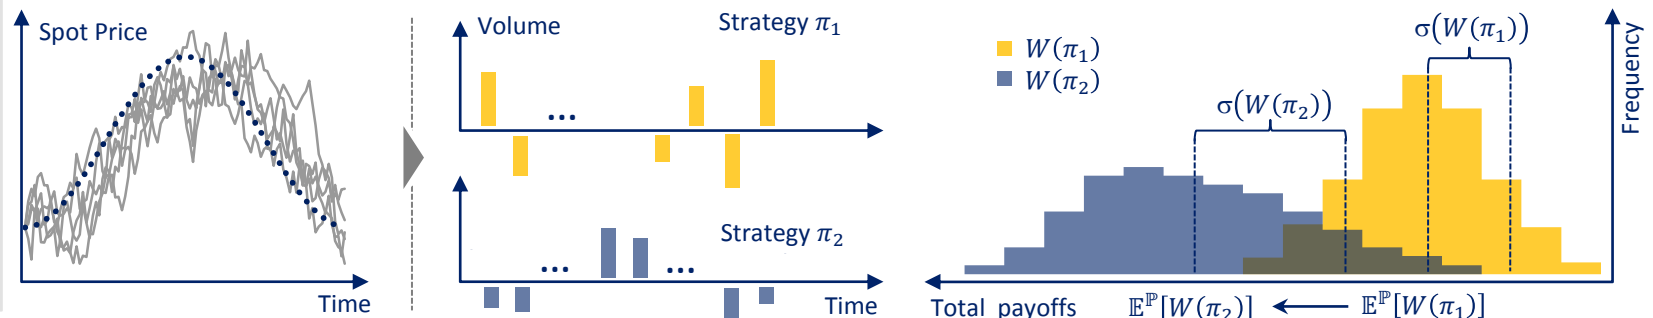 Spot Price
Time
Volume
Strategy π₁
...
Strategy π₂
...
...
Time
W(π₁)
W(π₂)
σ(W(π₁))
σ(W(π₂))
Frequency
Total payoffs
𝔼ℙ[W(π₂)]
𝔼ℙ[W(π₁)]